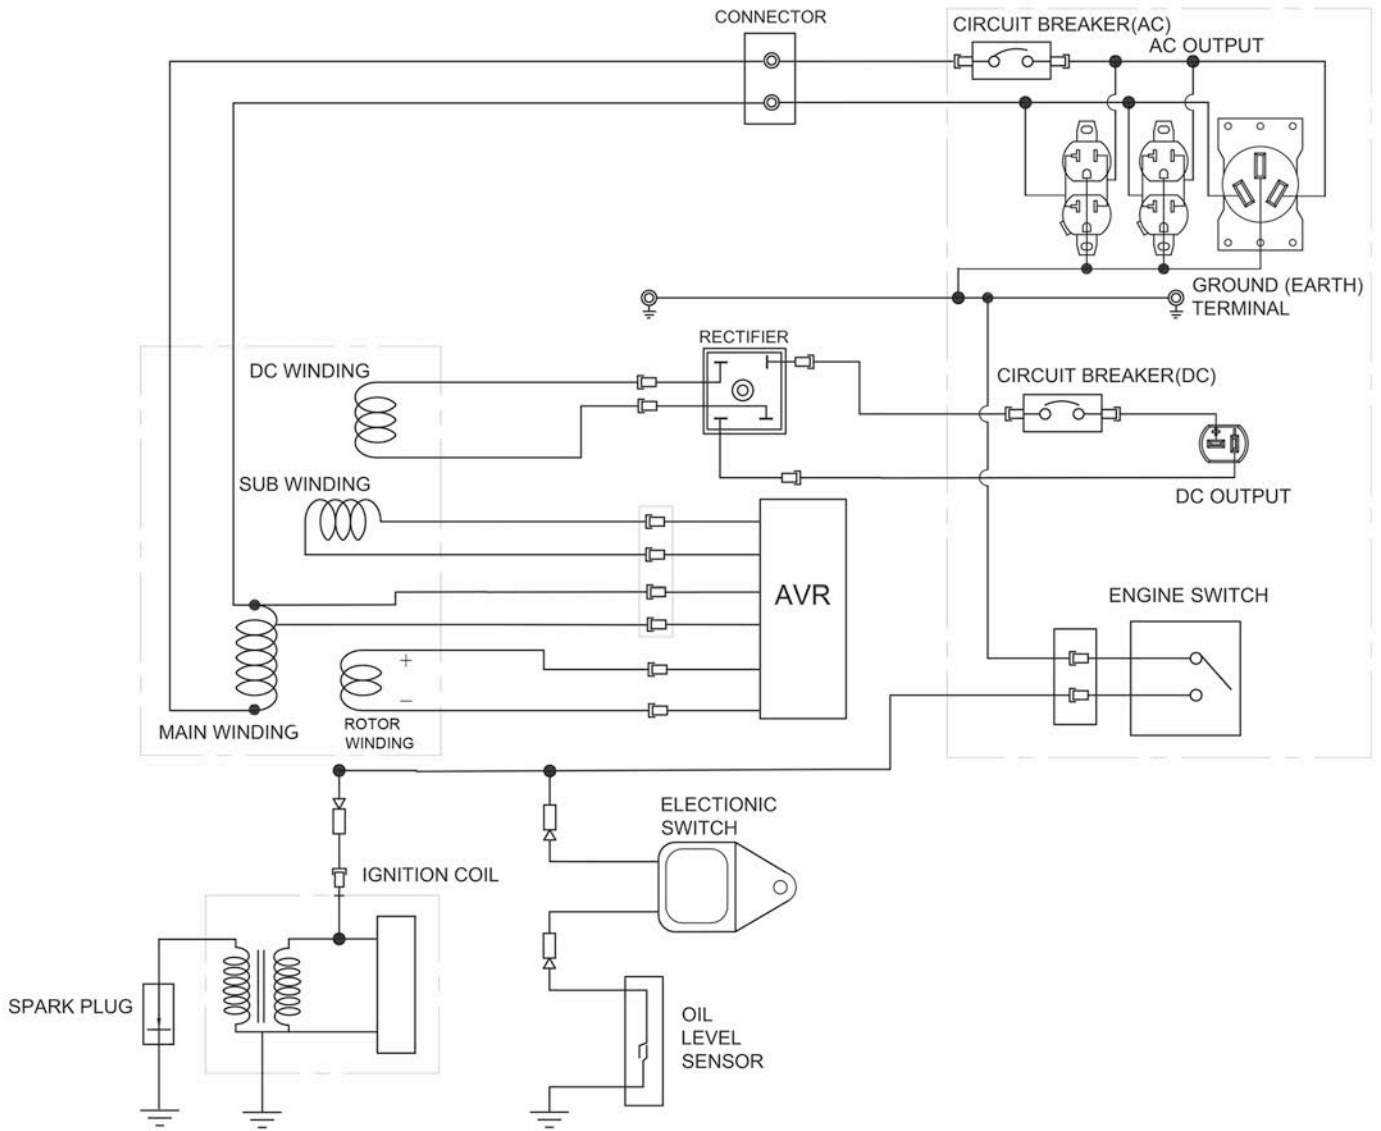 CONNECTOR
CIRCUIT BREAKER(AC)
AC OUTPUT
GROUND (EARTH)
TERMINAL
RECTIFIER
DC WINDING
CIRCUIT BREAKER(DC)
SUB WINDING
DC OUTPUT
AVR
ENGINE SWITCH
+
−
MAIN WINDING
ROTOR
WINDING
ELECTIONIC
SWITCH
IGNITION COIL
SPARK PLUG
OIL
LEVEL
SENSOR